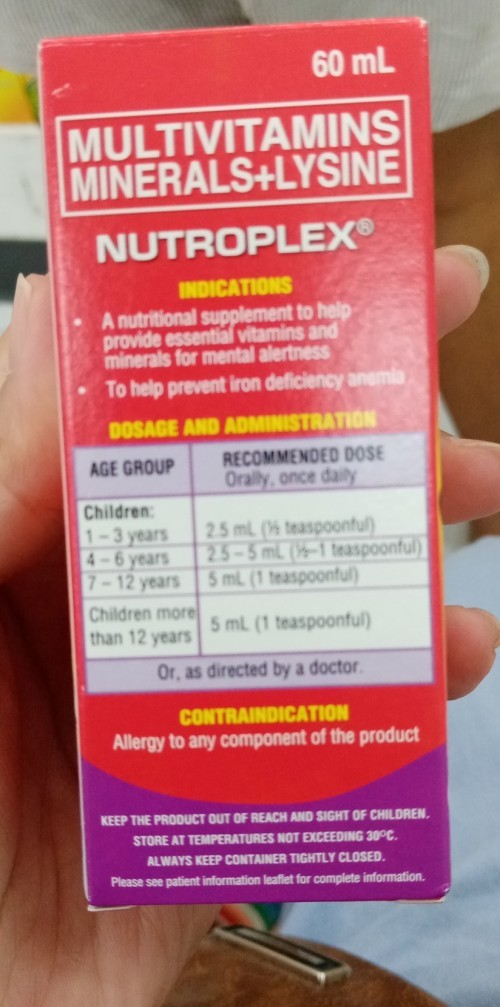 60 mL
MULTIVITAMINS
MINERALS+LYSINE
NUTROPLEX®
INDICATIONS
• A nutritional supplement to help
provide essential vitamins and
minerals for mental alertness
• To help prevent iron deficiency anemia
DOSAGE AND ADMINISTRATION
AGE GROUP
RECOMMENDED DOSE
Orally, once daily
Children:
1 – 3 years 2.5 mL (½ teaspoonful)
4 – 6 years 2.5 – 5 mL (½–1 teaspoonful)
7 – 12 years 5 mL (1 teaspoonful)
Children more
than 12 years 5 mL (1 teaspoonful)
Or, as directed by a doctor.
CONTRAINDICATION
Allergy to any component of the product
KEEP THE PRODUCT OUT OF REACH AND SIGHT OF CHILDREN.
STORE AT TEMPERATURES NOT EXCEEDING 30°C.
ALWAYS KEEP CONTAINER TIGHTLY CLOSED.
Please see patient information leaflet for complete information.